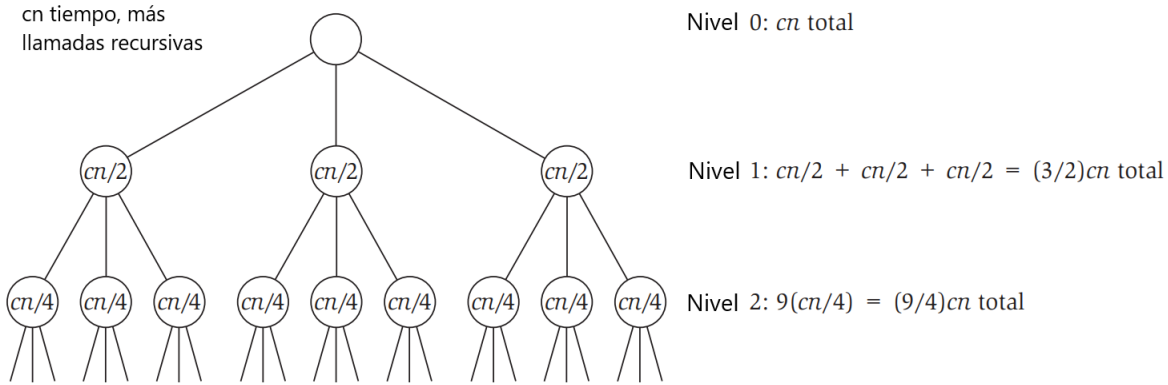 cn tiempo, más
llamadas recursivas
Nivel 0: cn total
cn/2 cn/2 cn/2
Nivel 1: cn/2 + cn/2 + cn/2 = (3/2)cn total
cn/4 cn/4 cn/4 cn/4 cn/4 cn/4 cn/4 cn/4 cn/4
Nivel 2: 9(cn/4) = (9/4)cn total